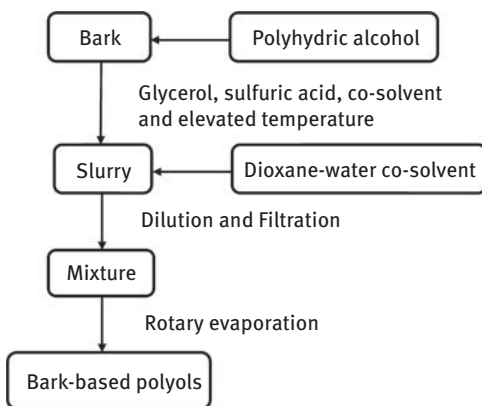 Bark
Polyhydric alcohol
Glycerol, sulfuric acid, co-solvent
and elevated temperature
Slurry
Dioxane-water co-solvent
Dilution and Filtration
Mixture
Rotary evaporation
Bark-based polyols